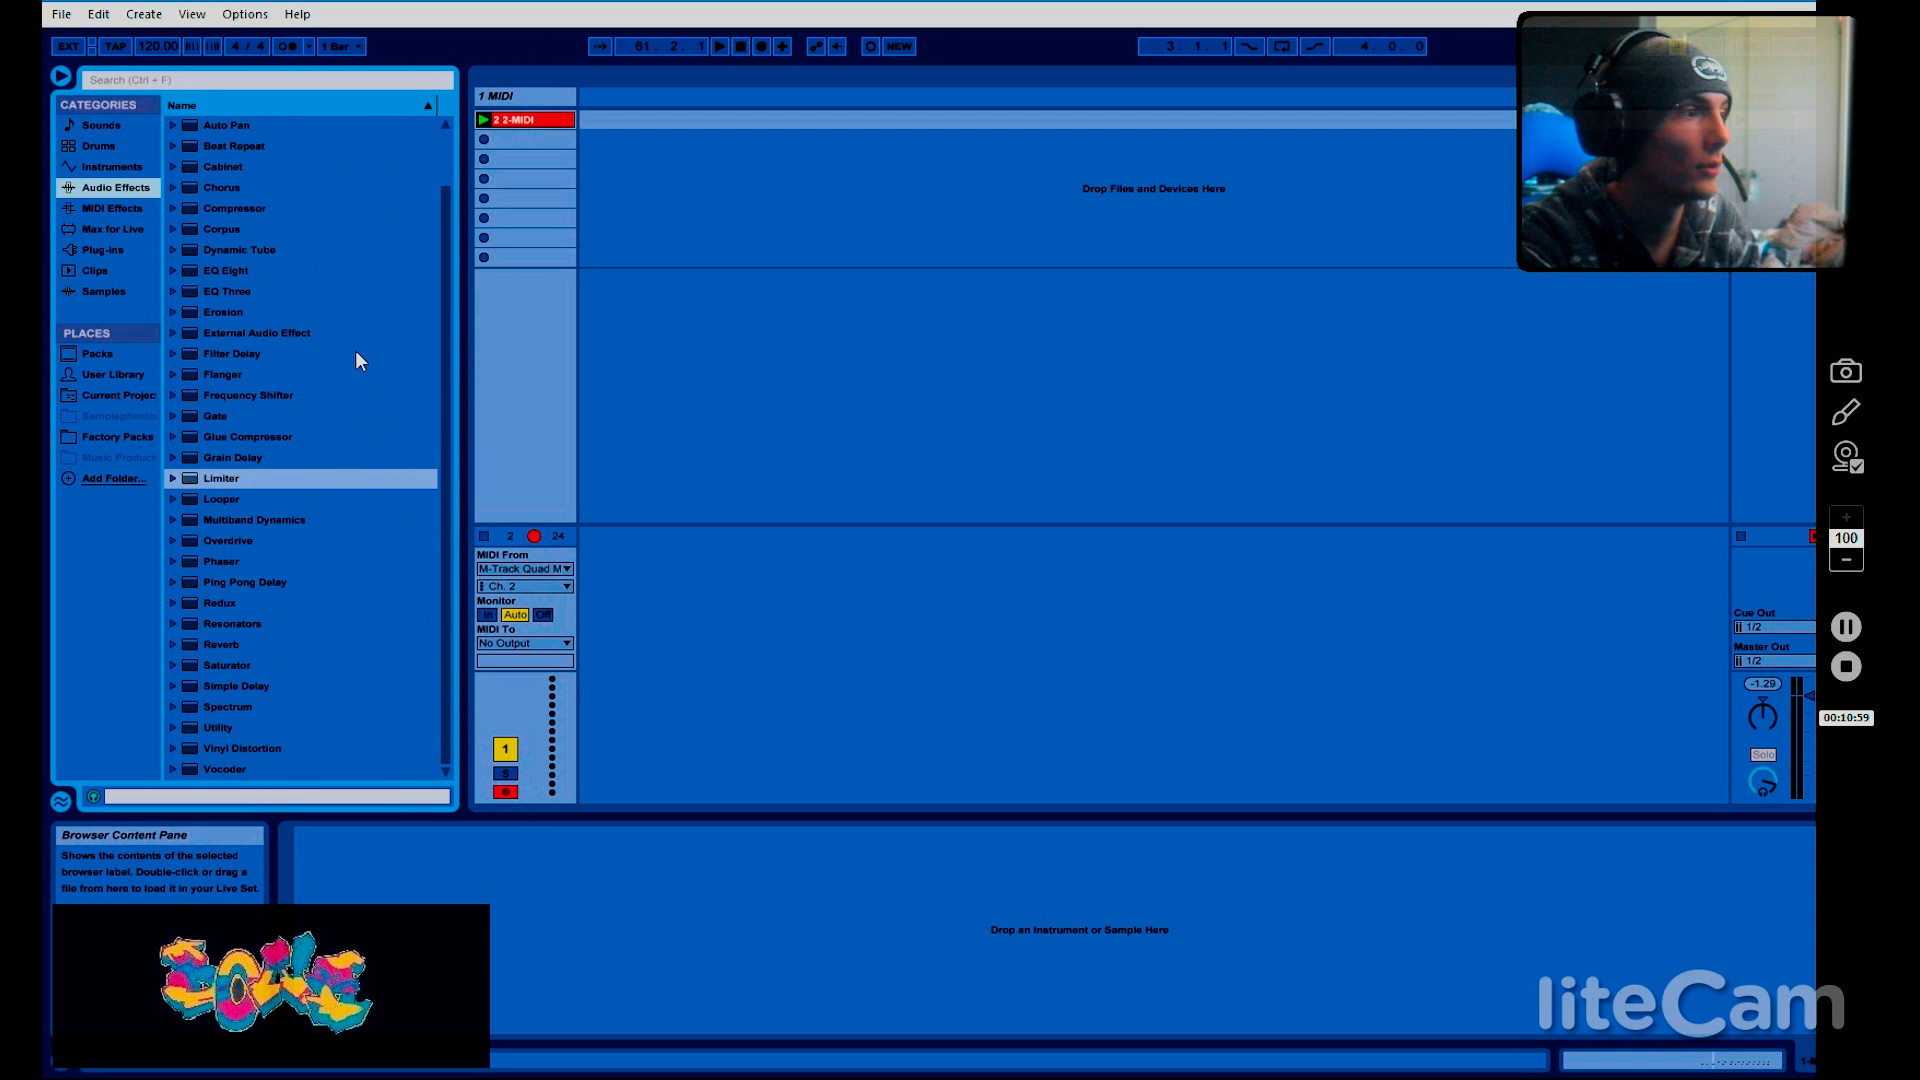 File Edit Create View Options Help
EXT TAP 120.00 4 / 4 1 Bar 61. 2. 1 NEW 3. 1. 1 4. 0. 0
Search (Ctrl + F)
CATEGORIES
Sounds
Drums
Instruments
Audio Effects
MIDI Effects
Max for Live
Plug-ins
Clips
Samples
PLACES
Packs
User Library
Current Projec
Samplephonics
Factory Packs
Music Product
Add Folder...
Name
Auto Pan
Beat Repeat
Cabinet
Chorus
Compressor
Corpus
Dynamic Tube
EQ Eight
EQ Three
Erosion
External Audio Effect
Filter Delay
Flanger
Frequency Shifter
Gate
Glue Compressor
Grain Delay
Limiter
Looper
Multiband Dynamics
Overdrive
Phaser
Ping Pong Delay
Redux
Resonators
Reverb
Saturator
Simple Delay
Spectrum
Utility
Vinyl Distortion
Vocoder
1 MIDI
2 2-MIDI
Drop Files and Devices Here
2 24
MIDI From
M-Track Quad M
Ch. 2
Monitor
In Auto Off
MIDI To
No Output
1
S
Cue Out
1/2
Master Out
1/2
-1.29
Solo
100
00:10:59
Browser Content Pane
Shows the contents of the selected
browser label. Double-click or drag a
file from here to load it in your Live Set.
Drop an Instrument or Sample Here
liteCam